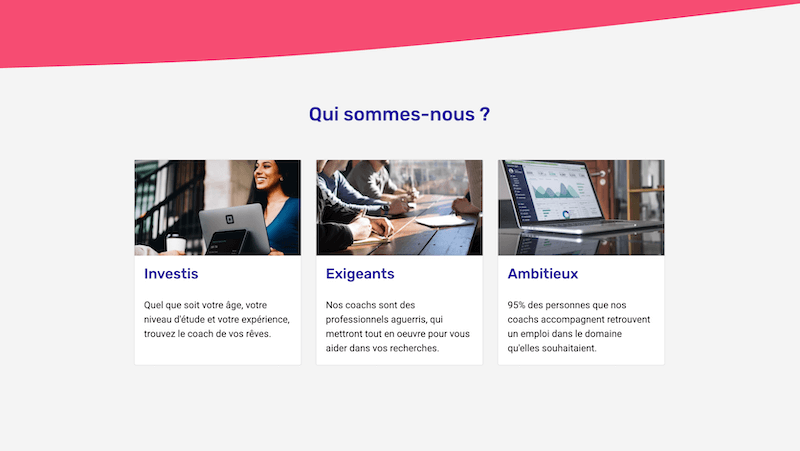 Qui sommes-nous ?
Investis
Quel que soit votre âge, votre
niveau d'étude et votre expérience,
trouvez le coach de vos rêves.
Exigeants
Nos coachs sont des
professionnels aguerris, qui
mettront tout en oeuvre pour vous
aider dans vos recherches.
Ambitieux
95% des personnes que nos
coachs accompagnent retrouvent
un emploi dans le domaine
qu'elles souhaitaient.